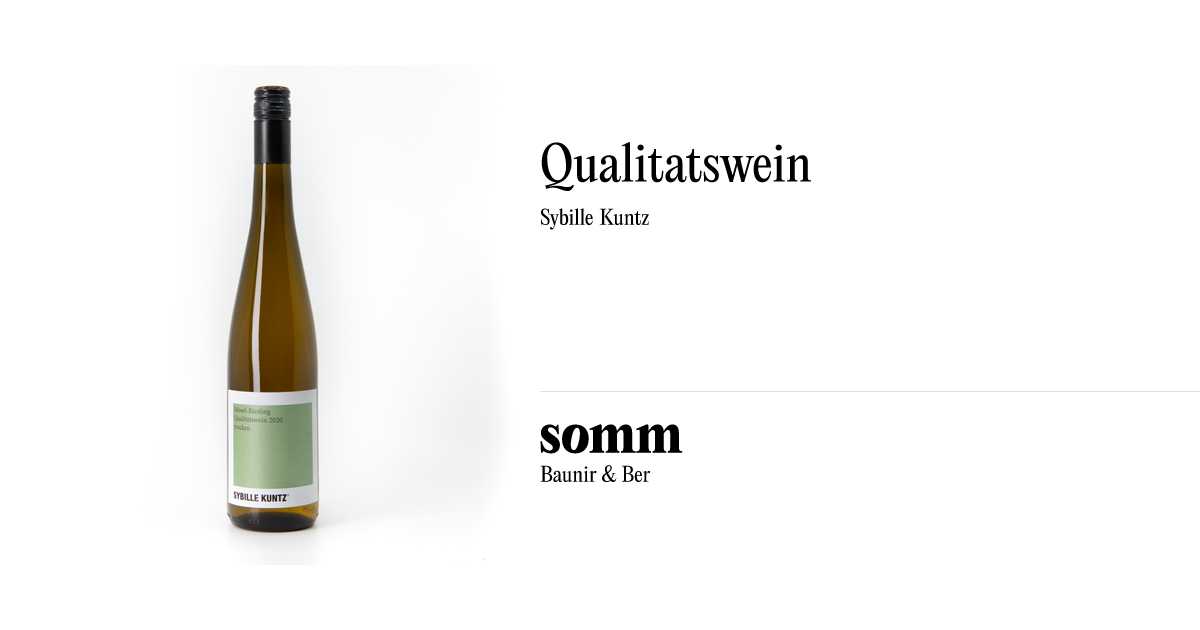 Qualitatswein
Sybille Kuntz
Mosel-Riesling
Qualitätswein 2020
trocken
SYBILLE KUNTZ
somm
Baunir & Ber